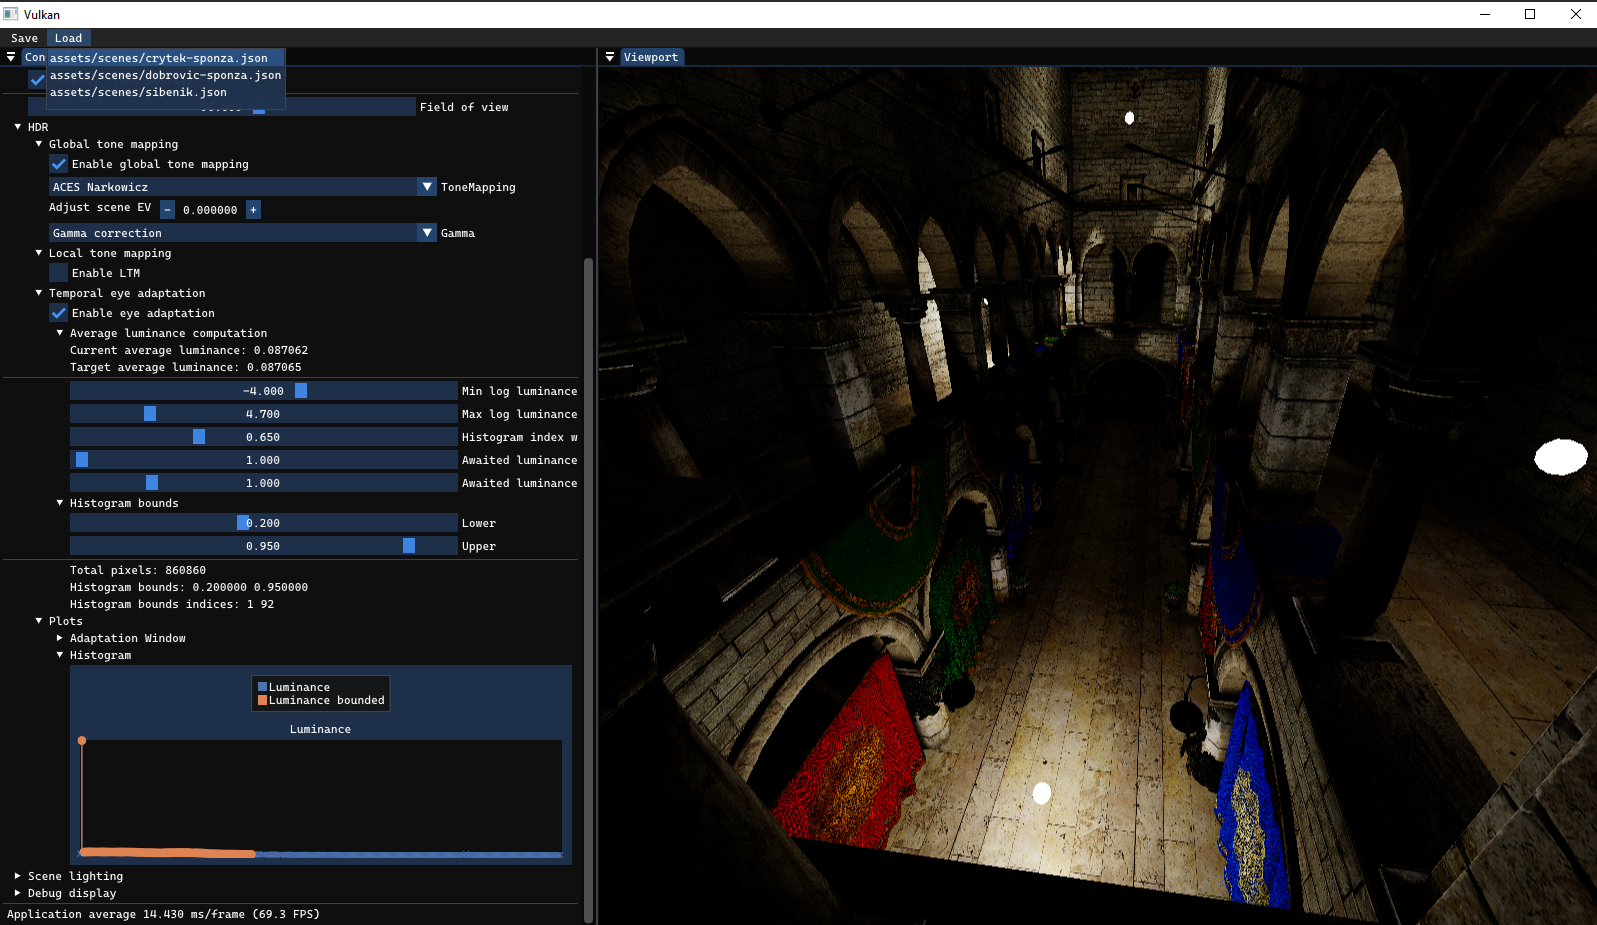 Vulkan
Save Load
Con
assets/scenes/crytek-sponza.json
assets/scenes/dobrovic-sponza.json
assets/scenes/sibenik.json
Viewport
Field of view
HDR
Global tone mapping
Enable global tone mapping
ACES Narkowicz ToneMapping
Adjust scene EV - 0.000000 +
Gamma correction Gamma
Local tone mapping
Enable LTM
Temporal eye adaptation
Enable eye adaptation
Average luminance computation
Current average luminance: 0.087062
Target average luminance: 0.087065
-4.000 Min log luminance
4.700 Max log luminance
0.650 Histogram index w
1.000 Awaited luminance
1.000 Awaited luminance
Histogram bounds
0.200 Lower
0.950 Upper
Total pixels: 860860
Histogram bounds: 0.200000 0.950000
Histogram bounds indices: 1 92
Plots
Adaptation Window
Histogram
Luminance
Luminance bounded
Luminance
Scene lighting
Debug display
Application average 14.430 ms/frame (69.3 FPS)